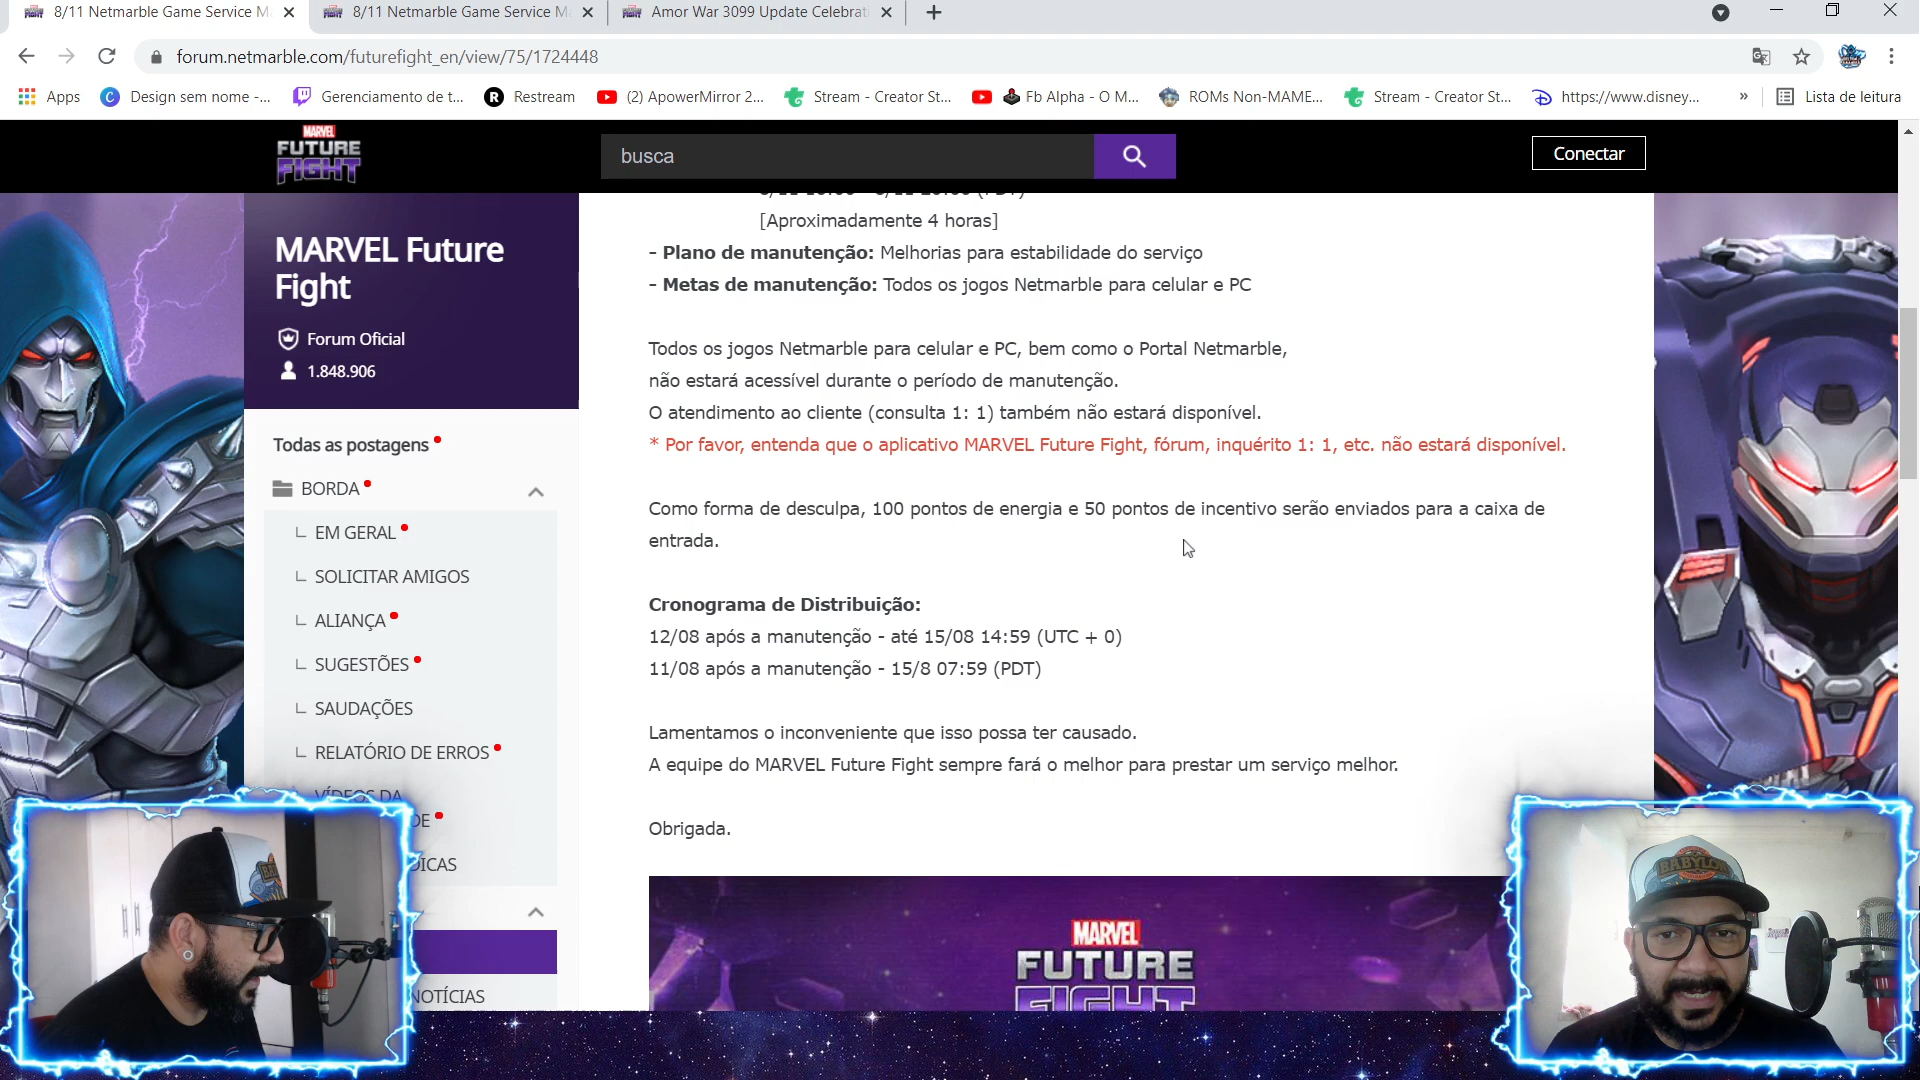 8/11 Netmarble Game Service M
8/11 Netmarble Game Service M
Amor War 3099 Update Celebrat
forum.netmarble.com/futurefight_en/view/75/1724448
Apps
Design sem nome -...
Gerenciamento de t...
Restream
(2) ApowerMirror 2...
Stream - Creator St...
Fb Alpha - O M...
ROMs Non-MAME...
Stream - Creator St...
https://www.disney...
»
Lista de leitura
MARVEL
FUTURE
FIGHT
busca
Conectar
MARVEL Future
Fight
Forum Oficial
1.848.906
Todas as postagens
BORDA
EM GERAL
SOLICITAR AMIGOS
ALIANÇA
SUGESTÕES
SAUDAÇÕES
RELATÓRIO DE ERROS
VÍDEOS DA
DE
DICAS
NOTÍCIAS
[Aproximadamente 4 horas]
- Plano de manutenção: Melhorias para estabilidade do serviço
- Metas de manutenção: Todos os jogos Netmarble para celular e PC
Todos os jogos Netmarble para celular e PC, bem como o Portal Netmarble,
não estará acessível durante o período de manutenção.
O atendimento ao cliente (consulta 1: 1) também não estará disponível.
* Por favor, entenda que o aplicativo MARVEL Future Fight, fórum, inquérito 1: 1, etc. não estará disponível.
Como forma de desculpa, 100 pontos de energia e 50 pontos de incentivo serão enviados para a caixa de
entrada.
Cronograma de Distribuição:
12/08 após a manutenção - até 15/08 14:59 (UTC + 0)
11/08 após a manutenção - 15/8 07:59 (PDT)
Lamentamos o inconveniente que isso possa ter causado.
A equipe do MARVEL Future Fight sempre fará o melhor para prestar um serviço melhor.
Obrigada.
MARVEL
FUTURE
FIGHT